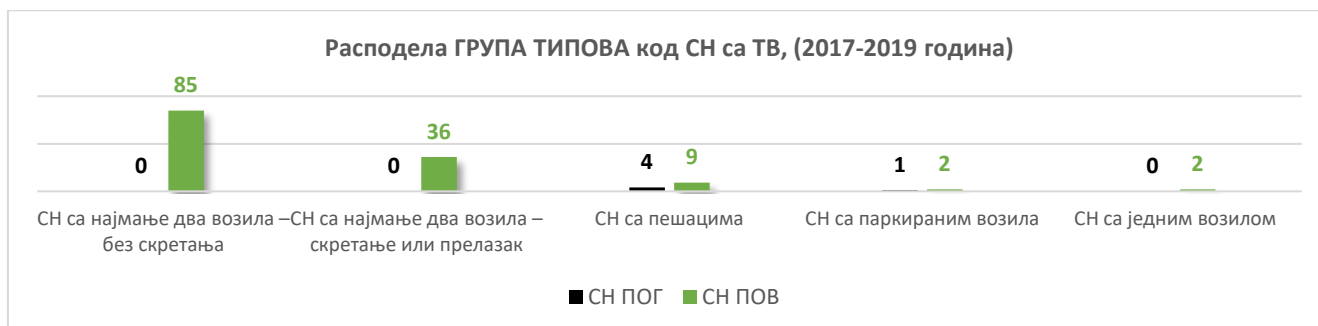 Расподела ГРУПА ТИПОВА код СН са ТВ, (2017-2019 година)
0 85
0 36
4 9
1 2
0 2
СН са најмање два возила –
без скретања
СН са најмање два возила –
скретање или прелазак
СН са пешацима
СН са паркираним возила
СН са једним возилом
СН ПОГ СН ПОВ